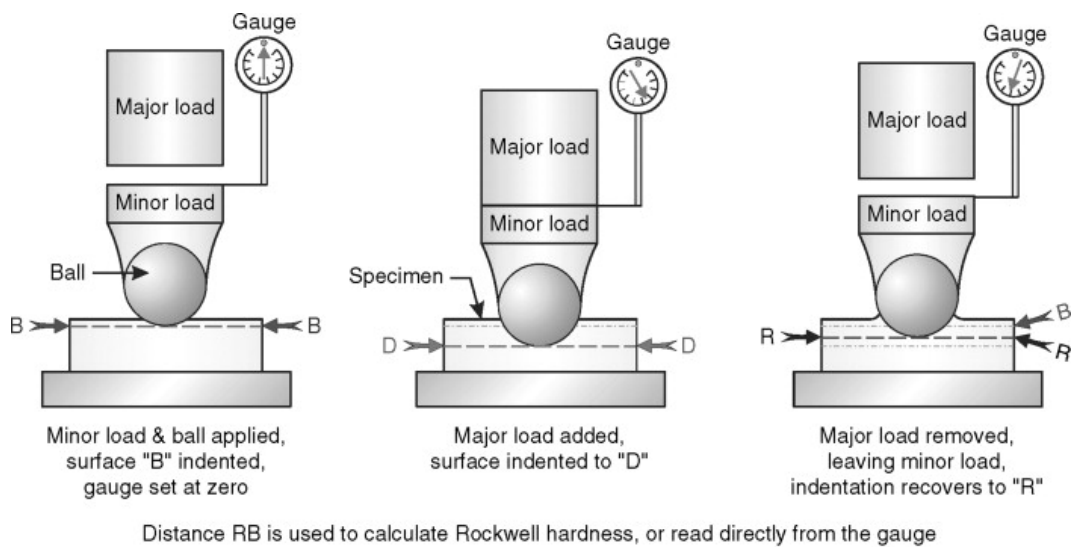 Gauge
Major load
Minor load
Ball
B
B
Minor load & ball applied,
surface "B" indented,
gauge set at zero
Gauge
Major load
Minor load
Specimen
D
D
Major load added,
surface indented to "D"
Gauge
Major load
Minor load
B
R
R
Major load removed,
leaving minor load,
indentation recovers to "R"
Distance RB is used to calculate Rockwell hardness, or read directly from the gauge